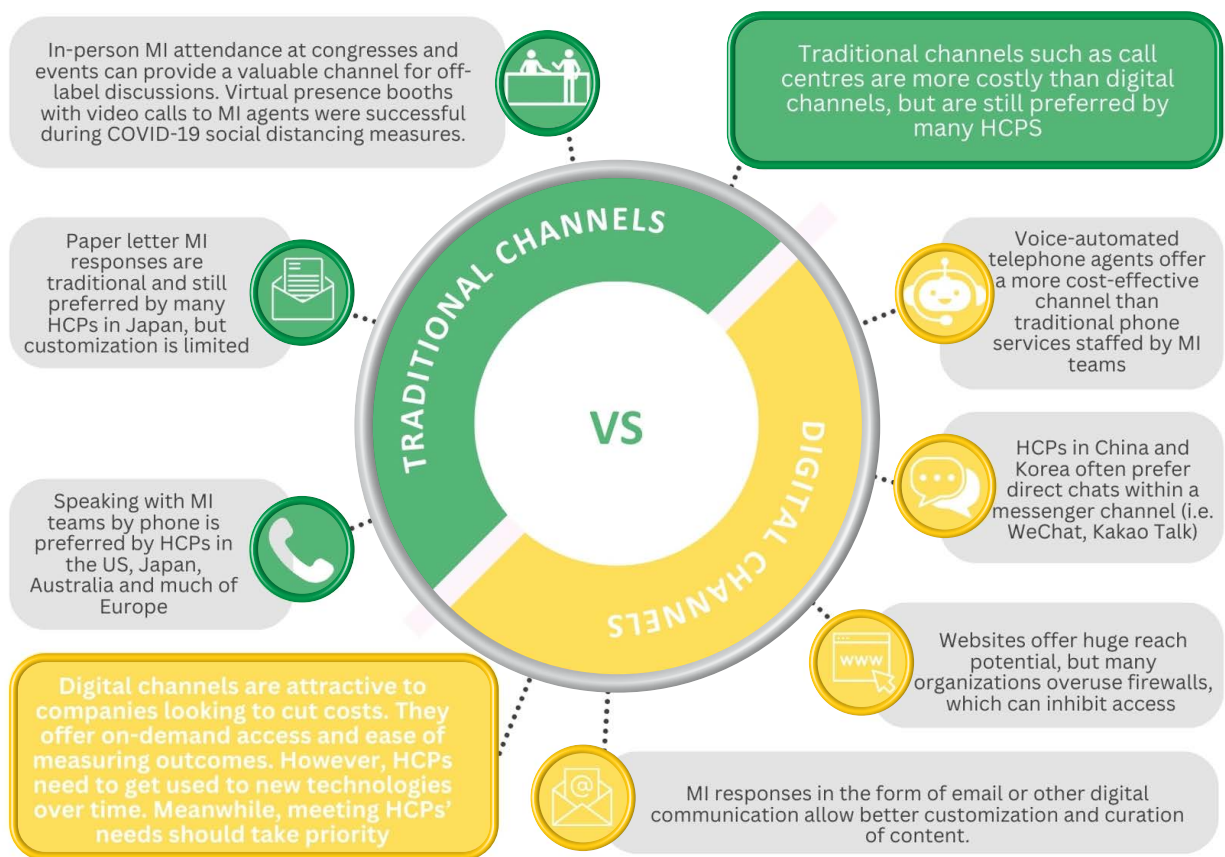 In-person MI attendance at congresses and
events can provide a valuable channel for off-
label discussions. Virtual presence booths
with video calls to MI agents were successful
during COVID-19 social distancing measures.
Traditional channels such as call
centres are more costly than digital
channels, but are still preferred by
many HCPS
Paper letter MI
responses are
traditional and still
preferred by many
HCPs in Japan, but
customization is limited
TRADITIONAL CHANNELS
VS
DIGITAL CHANNELS
Voice-automated
telephone agents offer
a more cost-effective
channel than
traditional phone
services staffed by MI
teams
HCPs in China and
Korea often prefer
direct chats within a
messenger channel (i.e.
WeChat, Kakao Talk)
Speaking with MI
teams by phone is
preferred by HCPs in
the US, Japan,
Australia and much of
Europe
www
Websites offer huge reach
potential, but many
organizations overuse firewalls,
which can inhibit access
Digital channels are attractive to
companies looking to cut costs. They
offer on-demand access and ease of
measuring outcomes. However, HCPs
need to get used to new technologies
over time. Meanwhile, meeting HCPs'
needs should take priority
@
MI responses in the form of email or other digital
communication allow better customization and curation
of content.